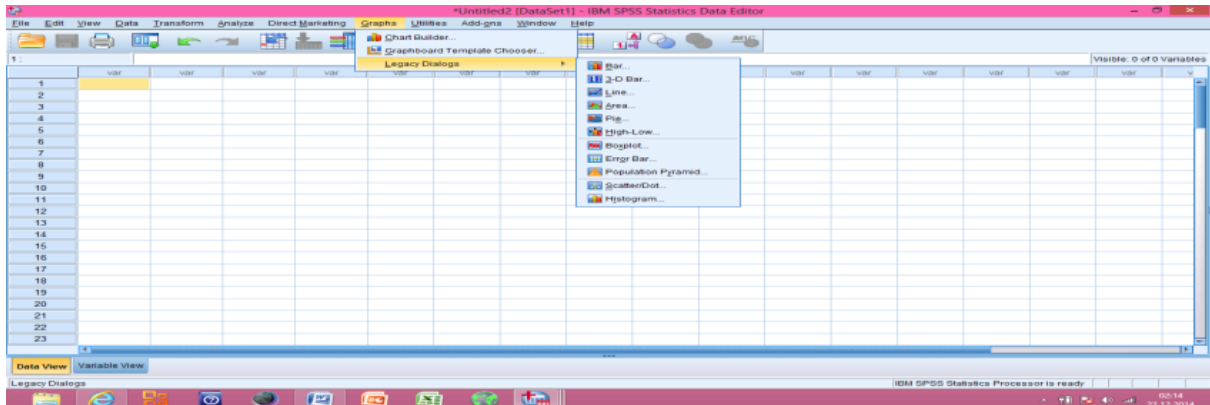 *Untitled2 [DataSet1] - IBM SPSS Statistics Data Editor
File Edit View Data Transform Analyze Direct Marketing Graphs Utilities Add-ons Window Help
Chart Builder...
Graphboard Template Chooser...
Legacy Dialogs
1 :
Visible: 0 of 0 Variables
var var var var var var var var var var var var var
Bar...
3-D Bar...
Line...
Area...
Pie...
High-Low...
Boxplot...
Error Bar...
Population Pyramid...
Scatter/Dot...
Histogram...
1
2
3
4
5
6
7
8
9
10
11
12
13
14
15
16
17
18
19
20
21
22
23
Data View Variable View
Legacy Dialogs
IBM SPSS Statistics Processor is ready
02:14